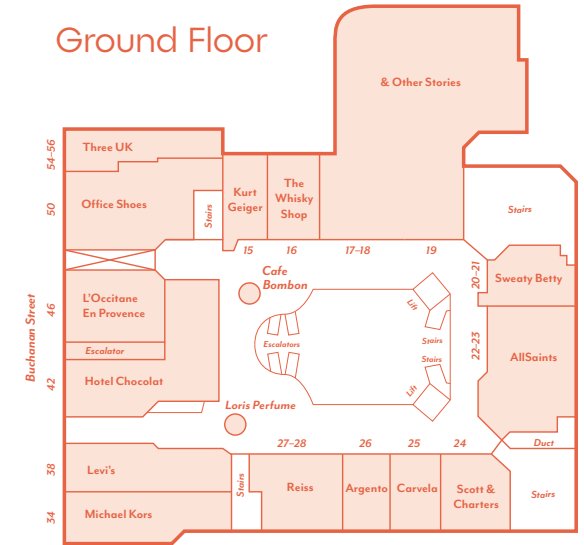 Ground Floor
& Other Stories
54–56
Three UK
50
Office Shoes
Stairs
Kurt
Geiger
The
Whisky
Shop
Stairs
15
16
17–18
19
Cafe
Bombon
20–21
Sweaty Betty
Buchanan Street
46
L'Occitane
En Provence
Lift
Escalators
Stairs
Stairs
22–23
AllSaints
Escalator
42
Hotel Chocolat
Lift
Loris Perfume
27–28
26
25
24
Duct
38
Levi's
Stairs
Reiss
Argento
Carvela
Scott &
Charters
Stairs
34
Michael Kors